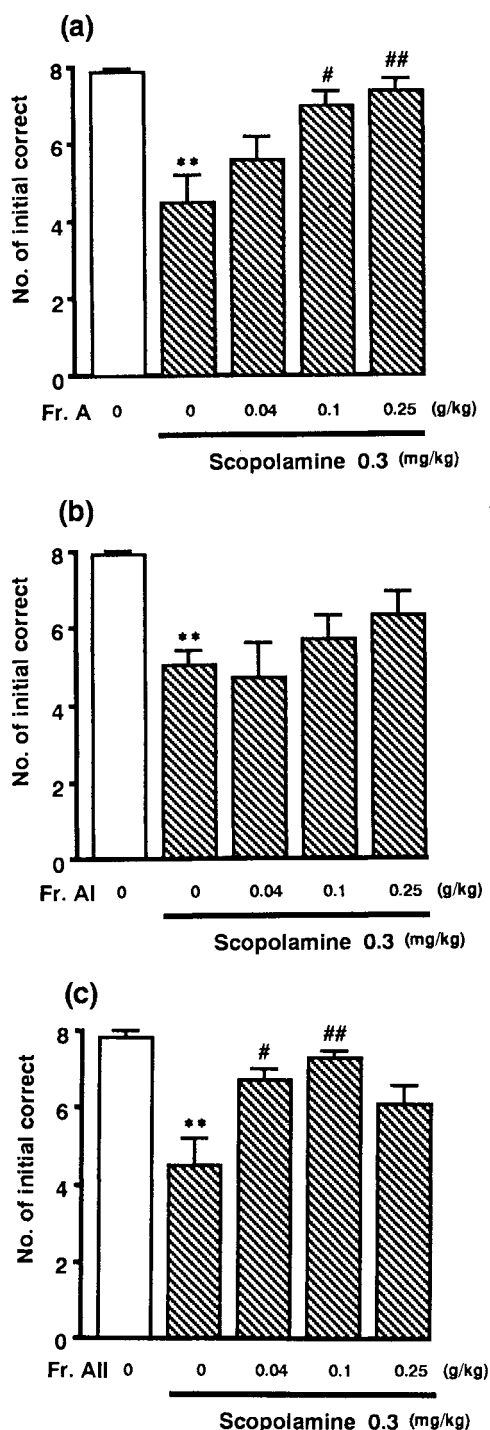 (a)
No. of initial correct
8
6
4
2
0
**
#
##
Fr. A 0 0 0.04 0.1 0.25 (g/kg)
Scopolamine 0.3 (mg/kg)
(b)
No. of initial correct
8
6
4
2
0
**
Fr. AI 0 0 0.04 0.1 0.25 (g/kg)
Scopolamine 0.3 (mg/kg)
(c)
No. of initial correct
8
6
4
2
0
**
#
##
Fr. AII 0 0 0.04 0.1 0.25 (g/kg)
Scopolamine 0.3 (mg/kg)